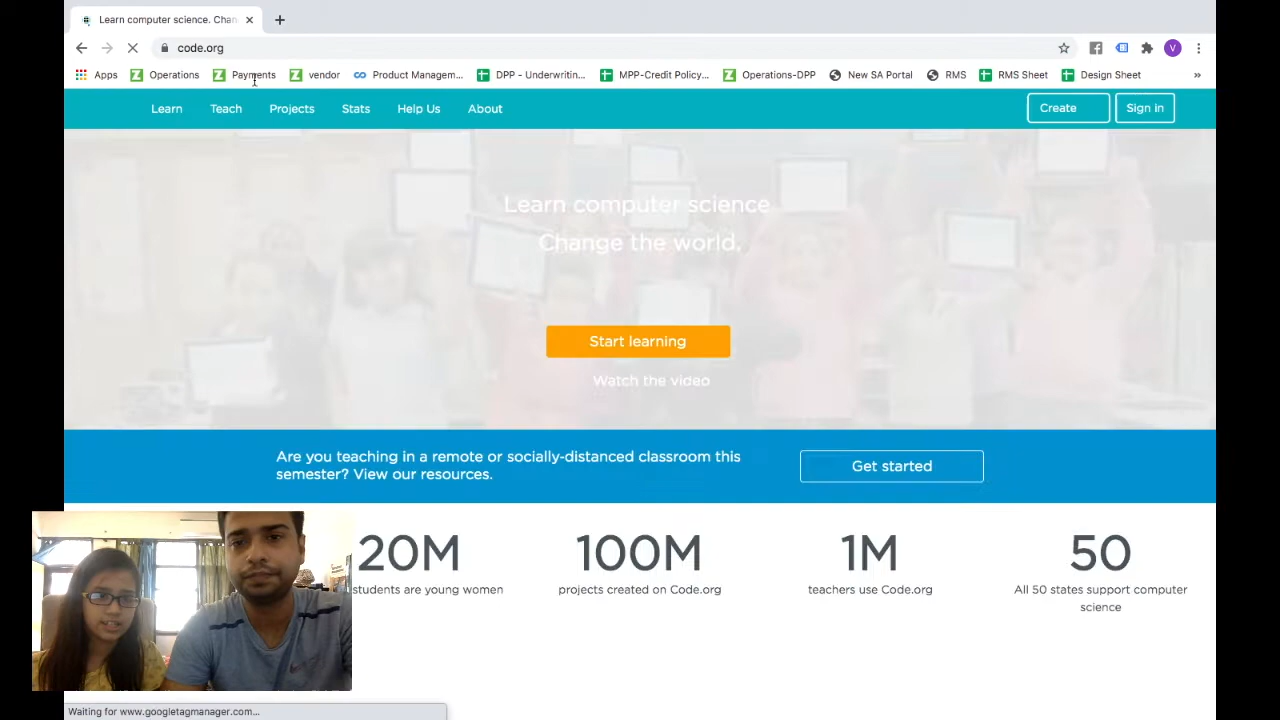 Learn computer science. Chan
code.org
V
Apps
Operations
Payments
vendor
Product Managem...
DPP - Underwritin...
MPP-Credit Policy...
Operations-DPP
New SA Portal
RMS
RMS Sheet
Design Sheet
»
Learn
Teach
Projects
Stats
Help Us
About
Create
Sign in
Learn computer science
Change the world.
Start learning
Watch the video
Are you teaching in a remote or socially-distanced classroom this
semester? View our resources.
Get started
20M
100M
1M
50
students are young women
projects created on Code.org
teachers use Code.org
All 50 states support computer
science
Waiting for www.googletagmanager.com...